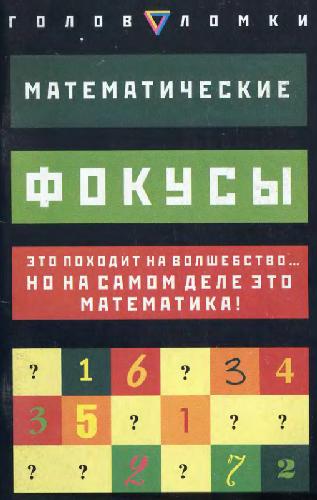 ГОЛОВОЛОМКИ
МАТЕМАТИЧЕСКИЕ
ФОКУСЫ
ЭТО ПОХОДИТ НА ВОЛШЕБСТВО...
НО НА САМОМ ДЕЛЕ ЭТО
МАТЕМАТИКА!
? 1 6 ? 3 4
3 5 ? 1 ? ?
? ? 2 ? 7 2